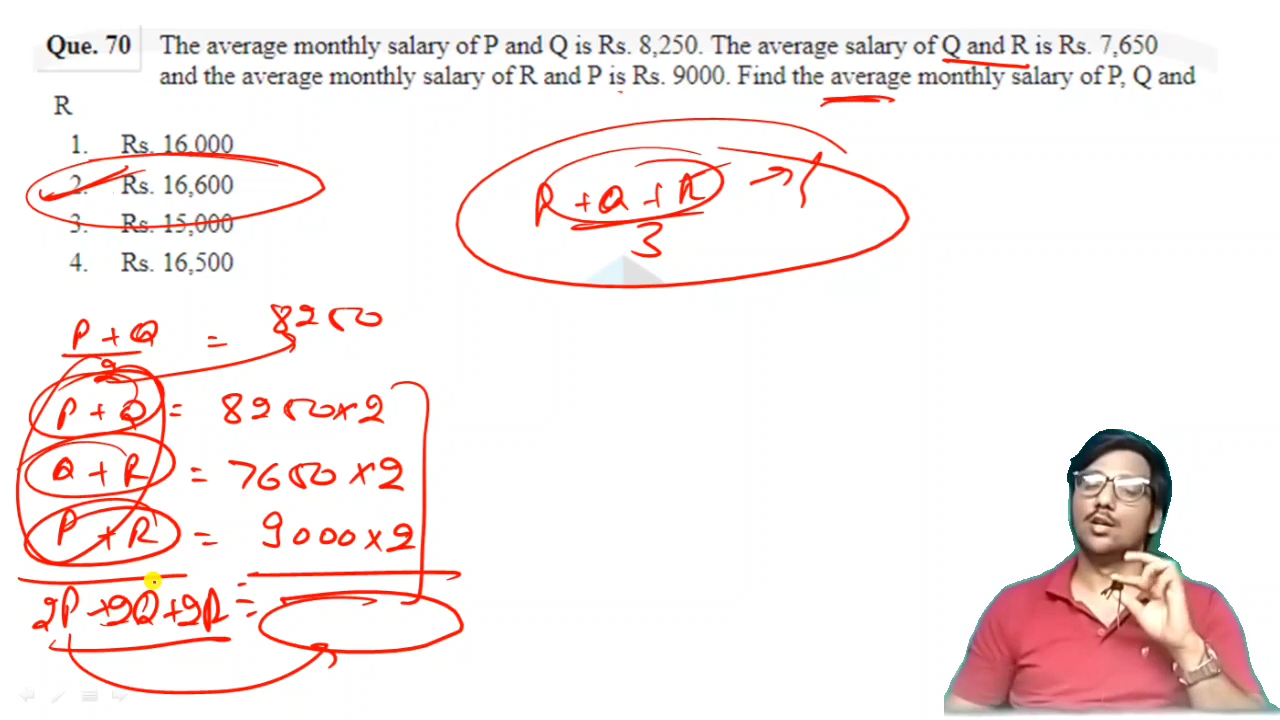 Que. 70 The average monthly salary of P and Q is Rs. 8,250. The average salary of Q and R is Rs. 7,650
and the average monthly salary of R and P is Rs. 9000. Find the average monthly salary of P, Q and
R
1. Rs. 16,000
2. Rs. 16,600
3. Rs. 15,000
4. Rs. 16,500
P + Q + R →
3
P + Q = 8250
2
P + Q = 8250 × 2
Q + R = 7650 × 2
P + R = 9000 × 2
2P + 2Q + 2R =